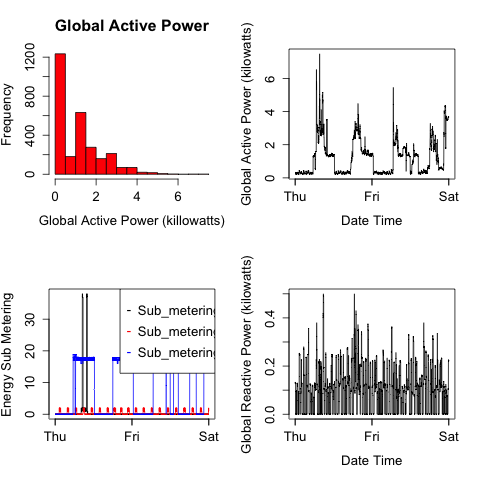 Global Active Power
Frequency
0 400 800 1200
0 2 4 6
Global Active Power (killowatts)
Global Active Power (kilowatts)
0 2 4 6
Thu Fri Sat
Date Time
Energy Sub Metering
0 10 20 30
Sub_metering
Sub_metering
Sub_metering
Thu Fri Sat
Global Reactive Power (kilowatts)
0.0 0.2 0.4
Thu Fri Sat
Date Time